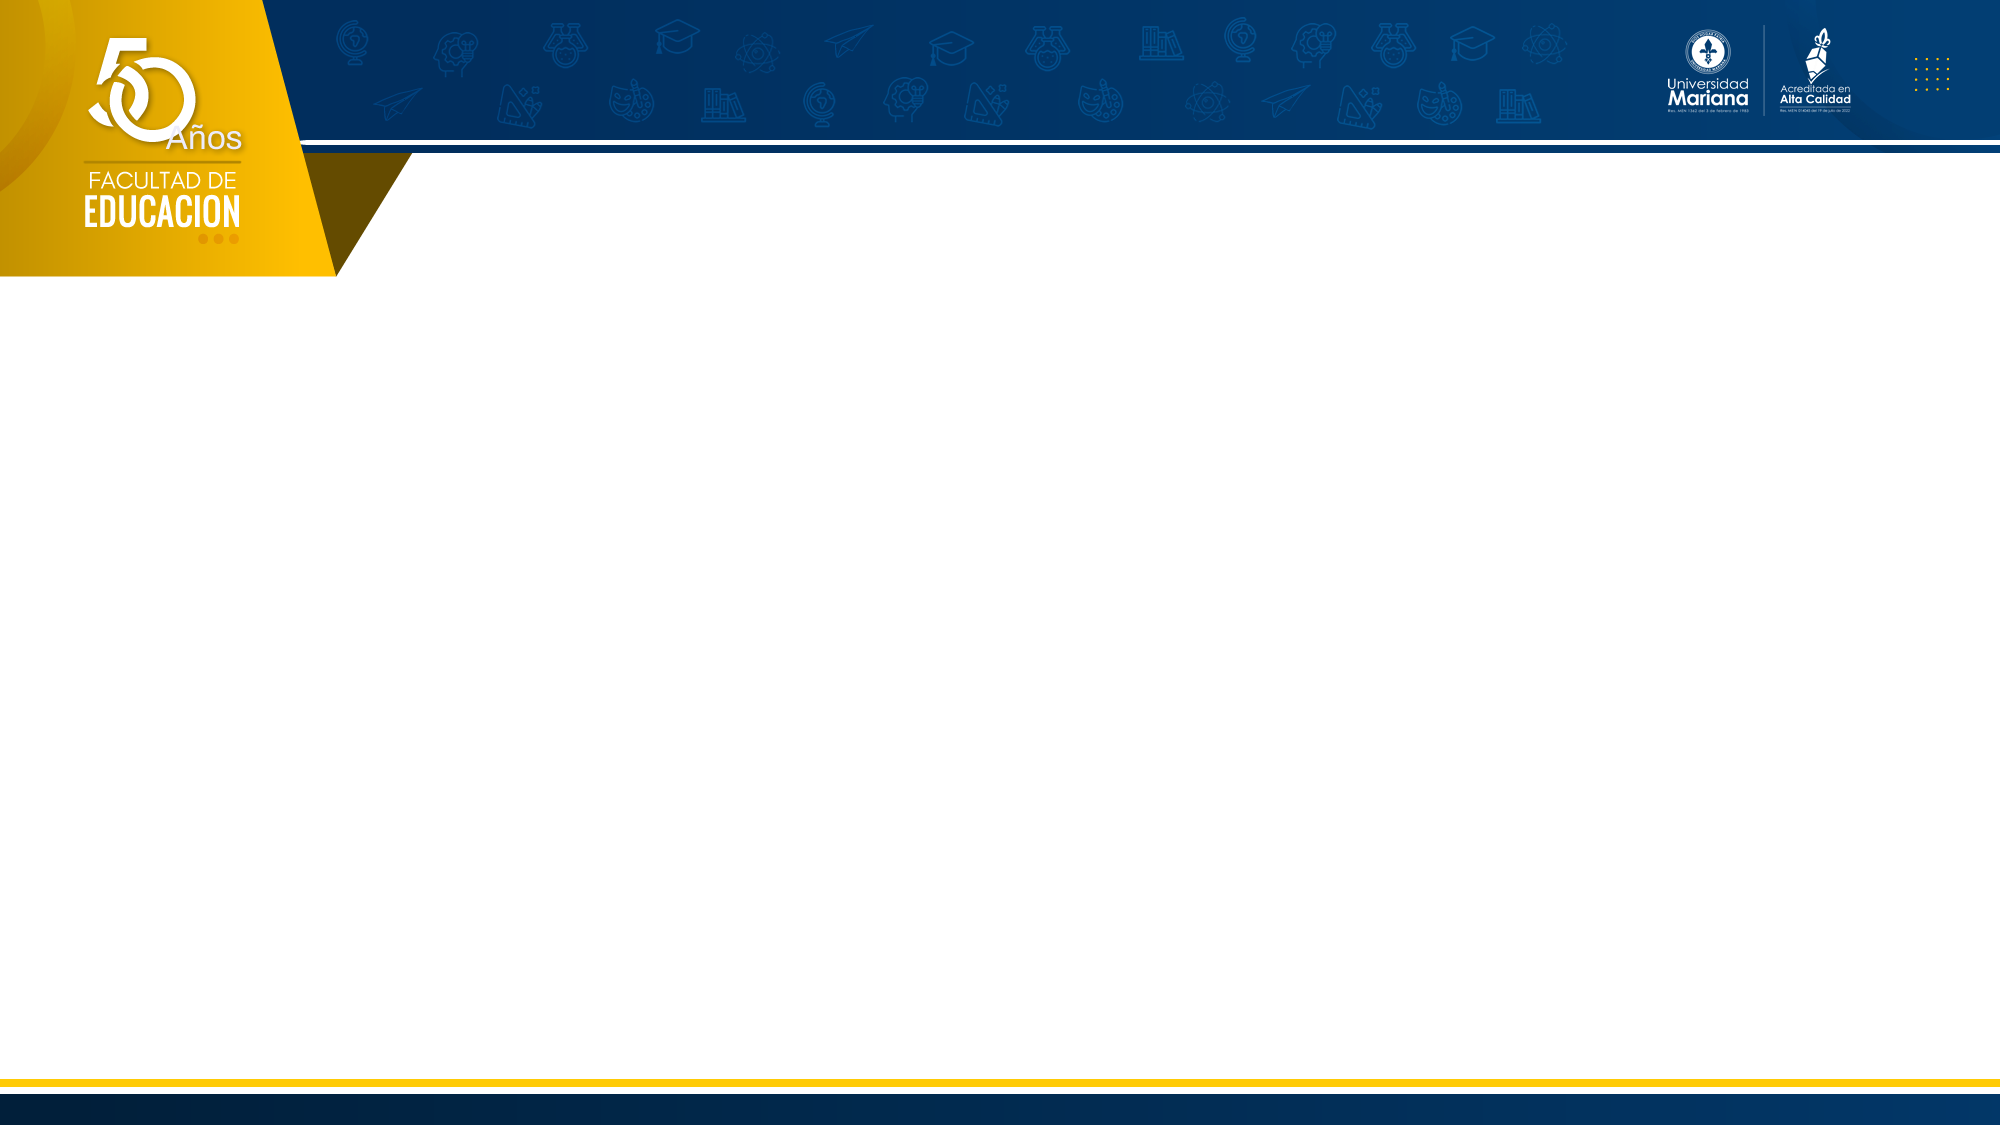 50
Años
FACULTAD DE
EDUCACION
Universidad
Mariana
Acreditada en
Alta Calidad